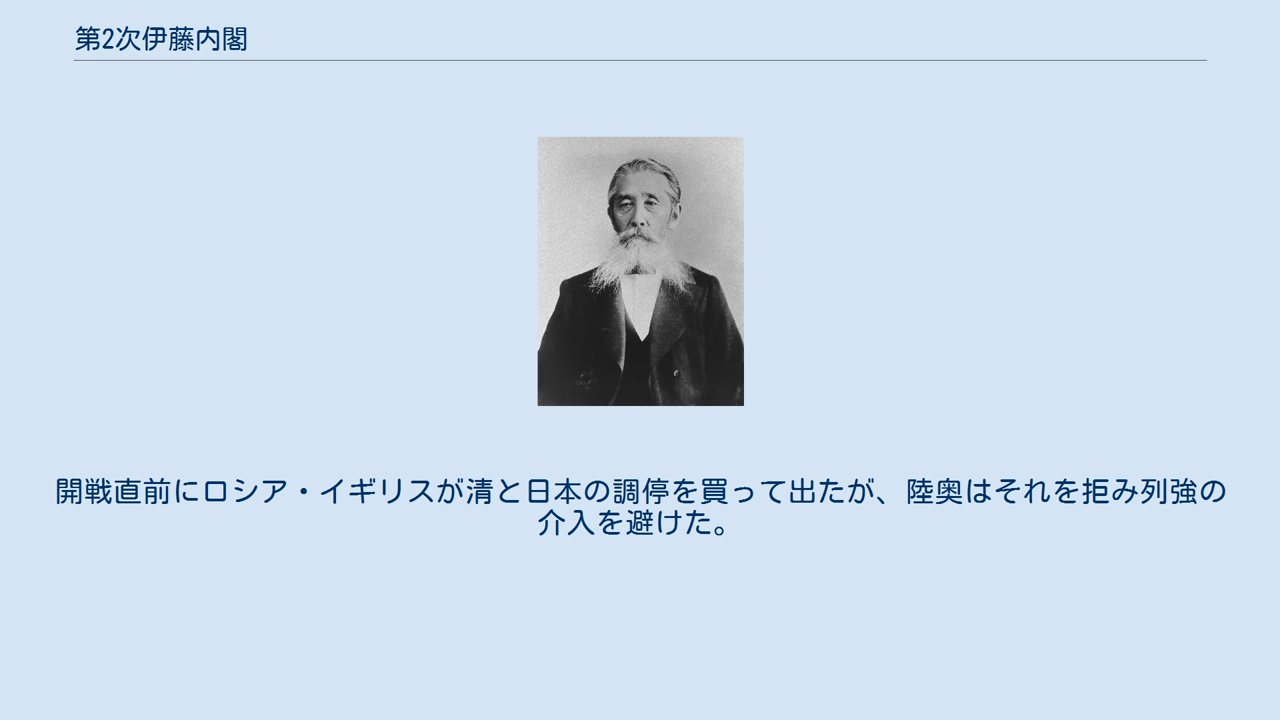 第2次伊藤内閣
開戦直前にロシア・イギリスが清と日本の調停を買って出たが、陸奥はそれを拒み列強の
介入を避けた。